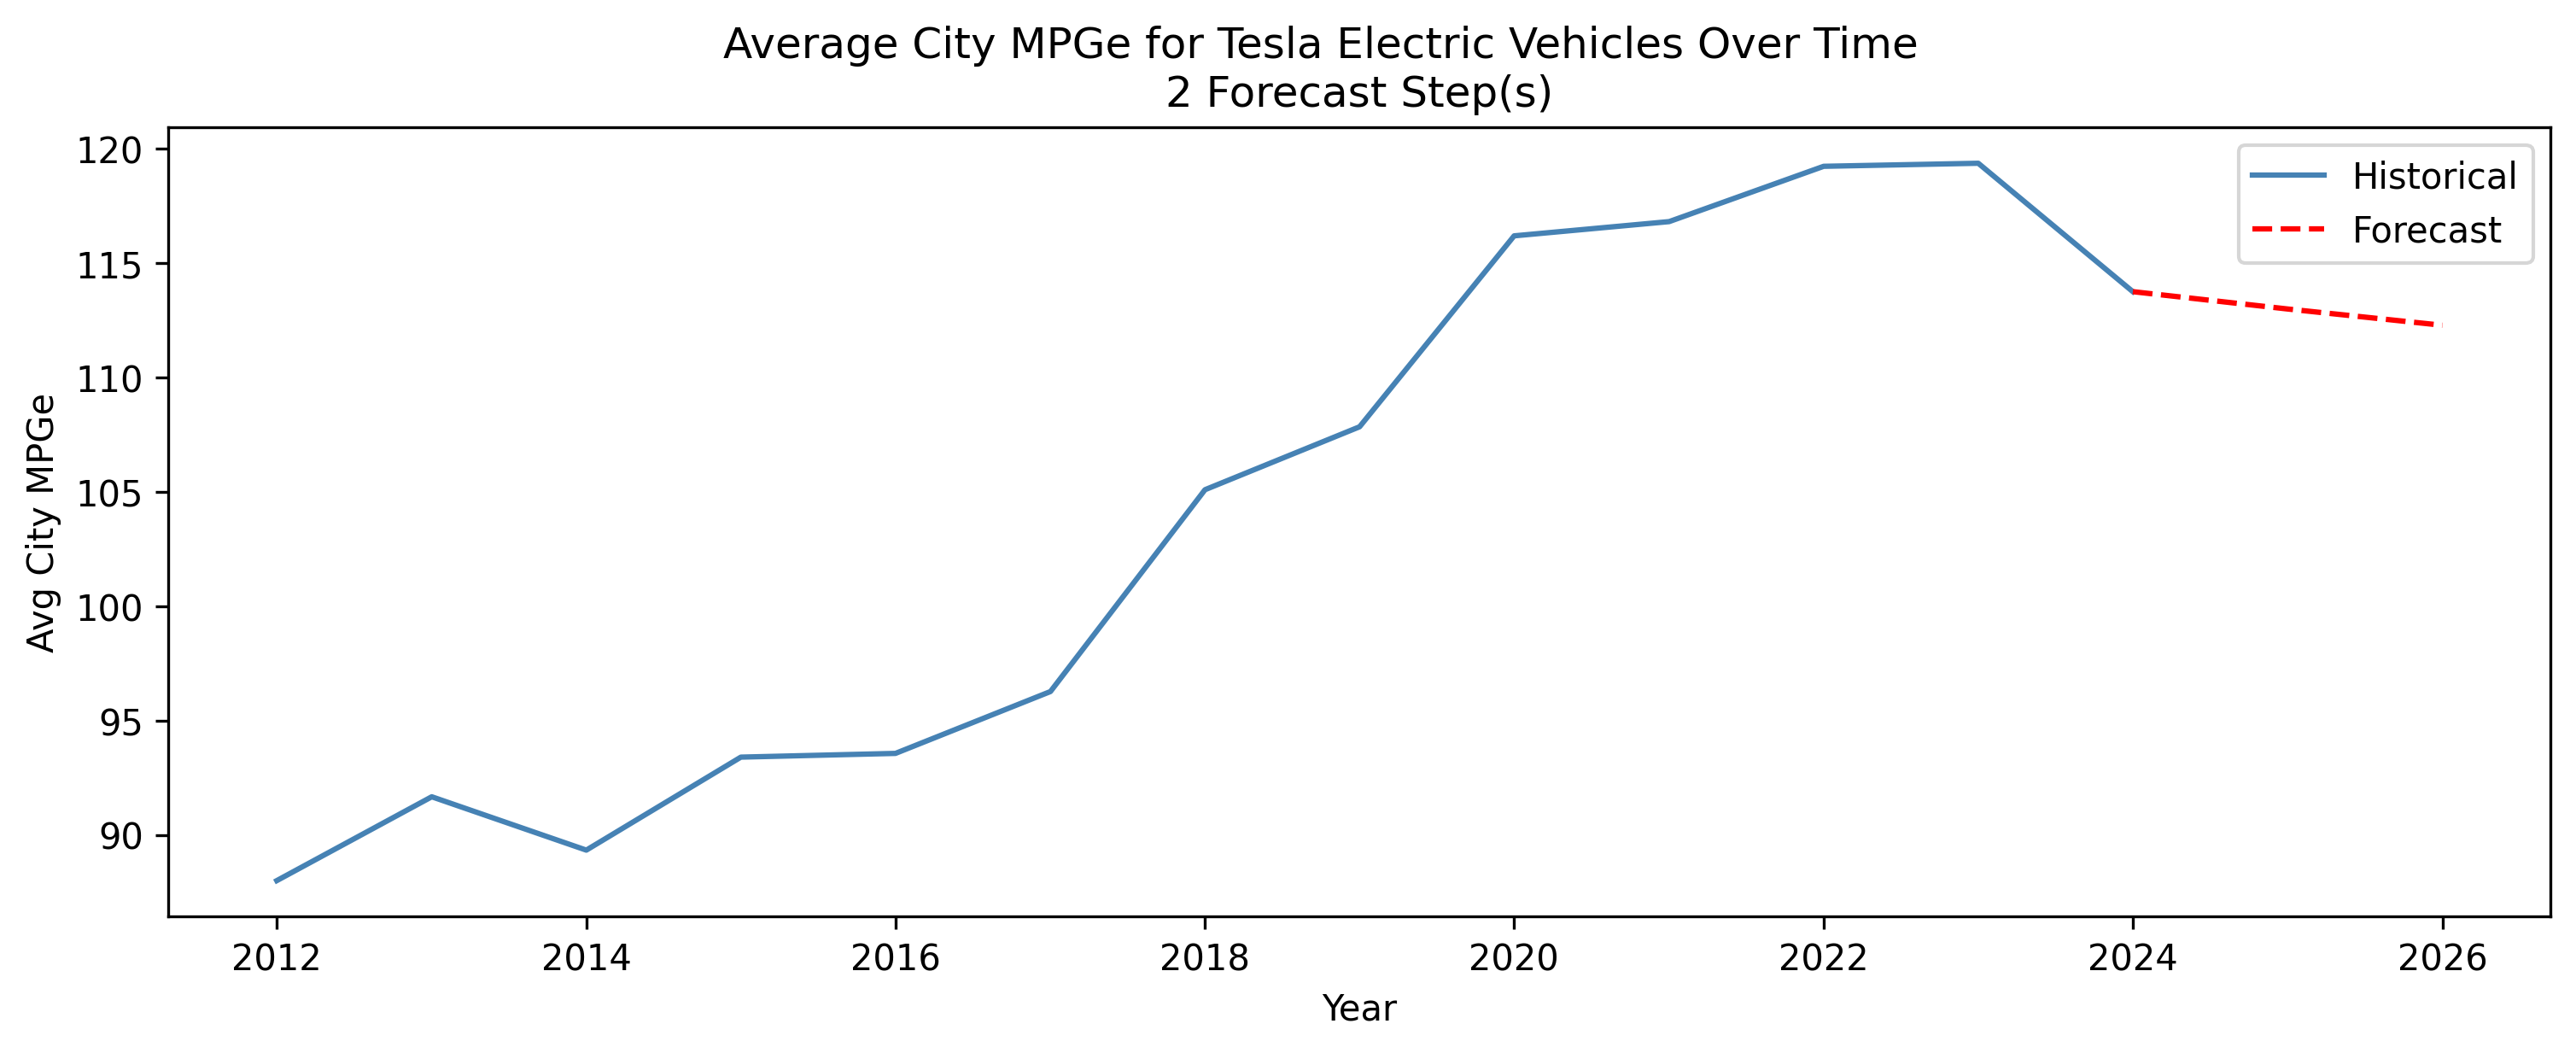 Average City MPGe for Tesla Electric Vehicles Over Time
2 Forecast Step(s)
120
115
110
105
100
95
90
Avg City MPGe
Historical
Forecast
2012
2014
2016
2018
2020
2022
2024
2026
Year